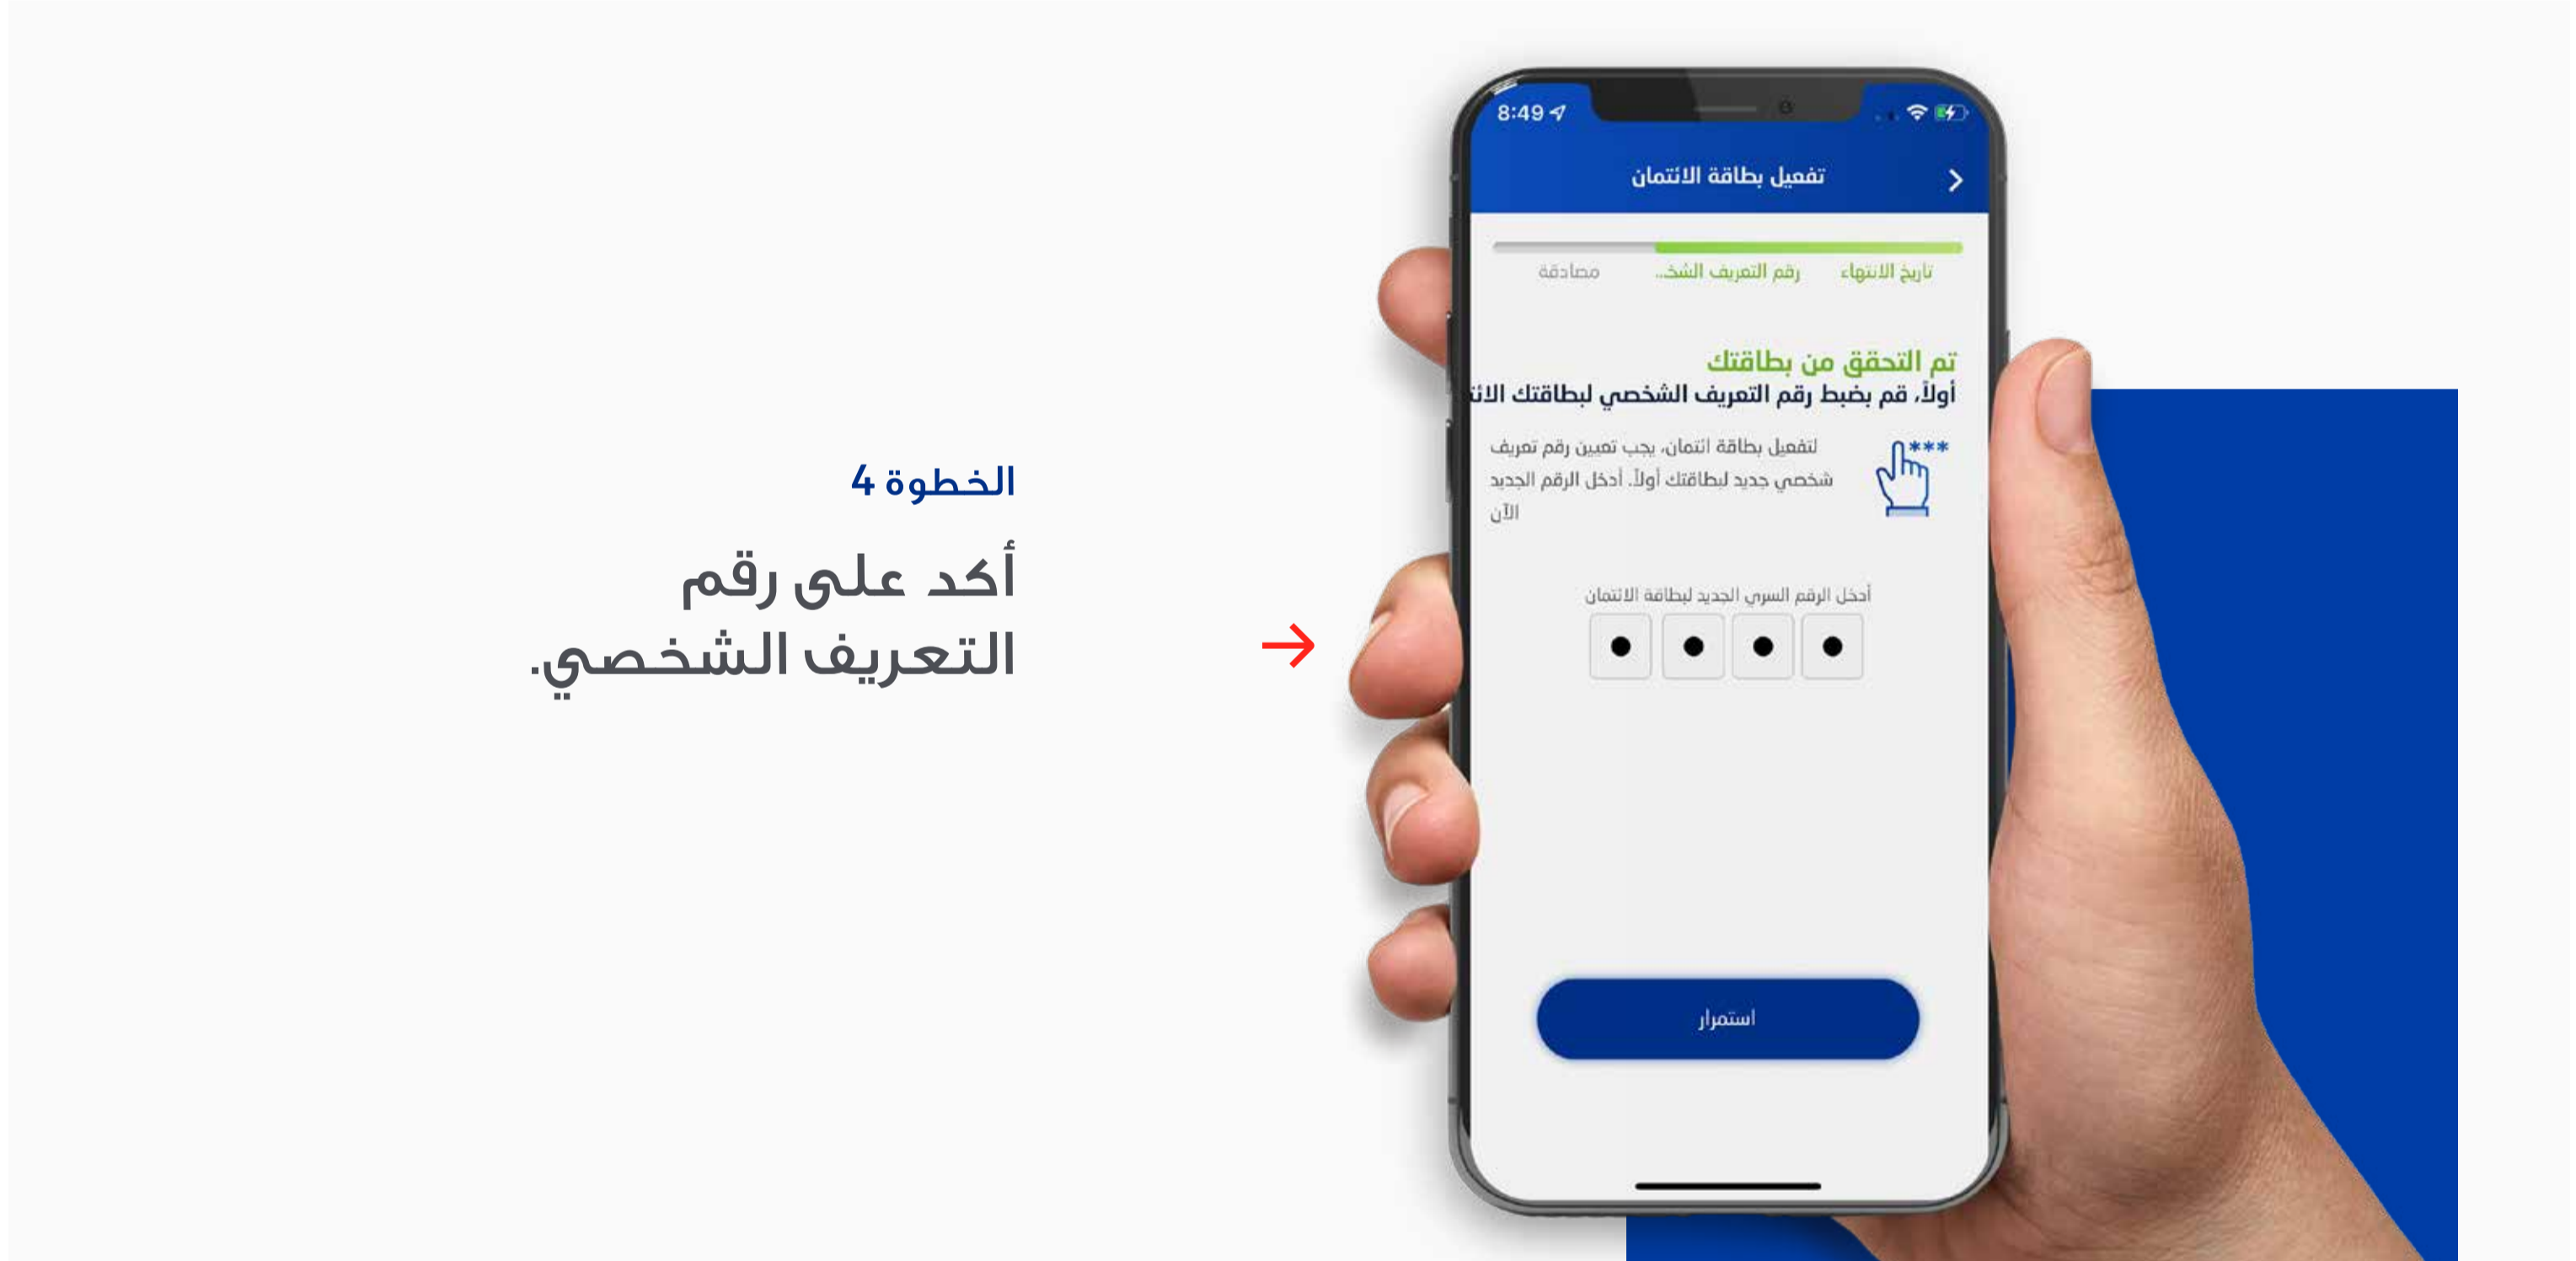 الخطوة 4
أكد على رقم
التعريف الشخصي.
8:49
تفعيل بطاقة الائتمان
تاريخ الانتهاء رقم التعريف الشخـ.. مصادقة
تم التحقق من بطاقتك
أولاً، قم بضبط رقم التعريف الشخصي لبطاقتك الائتـ
***
لتفعيل بطاقة ائتمان، يجب تعيين رقم تعريف
شخصي جديد لبطاقتك أولاً. أدخل الرقم الجديد
الآن
أدخل الرقم السري الجديد لبطاقة الائتمان
استمرار